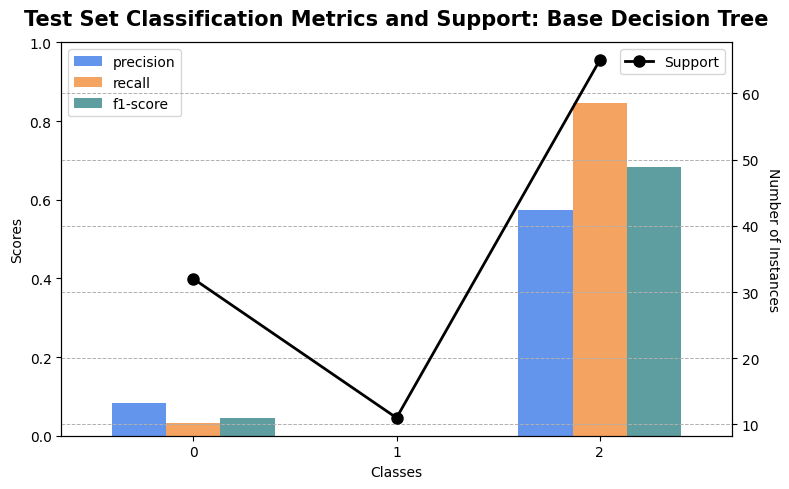 Test Set Classification Metrics and Support: Base Decision Tree
precision
recall
f1-score
Support
1.0
0.8
0.6
0.4
0.2
0.0
Scores
60
50
40
30
20
10
Number of Instances
0 1 2
Classes